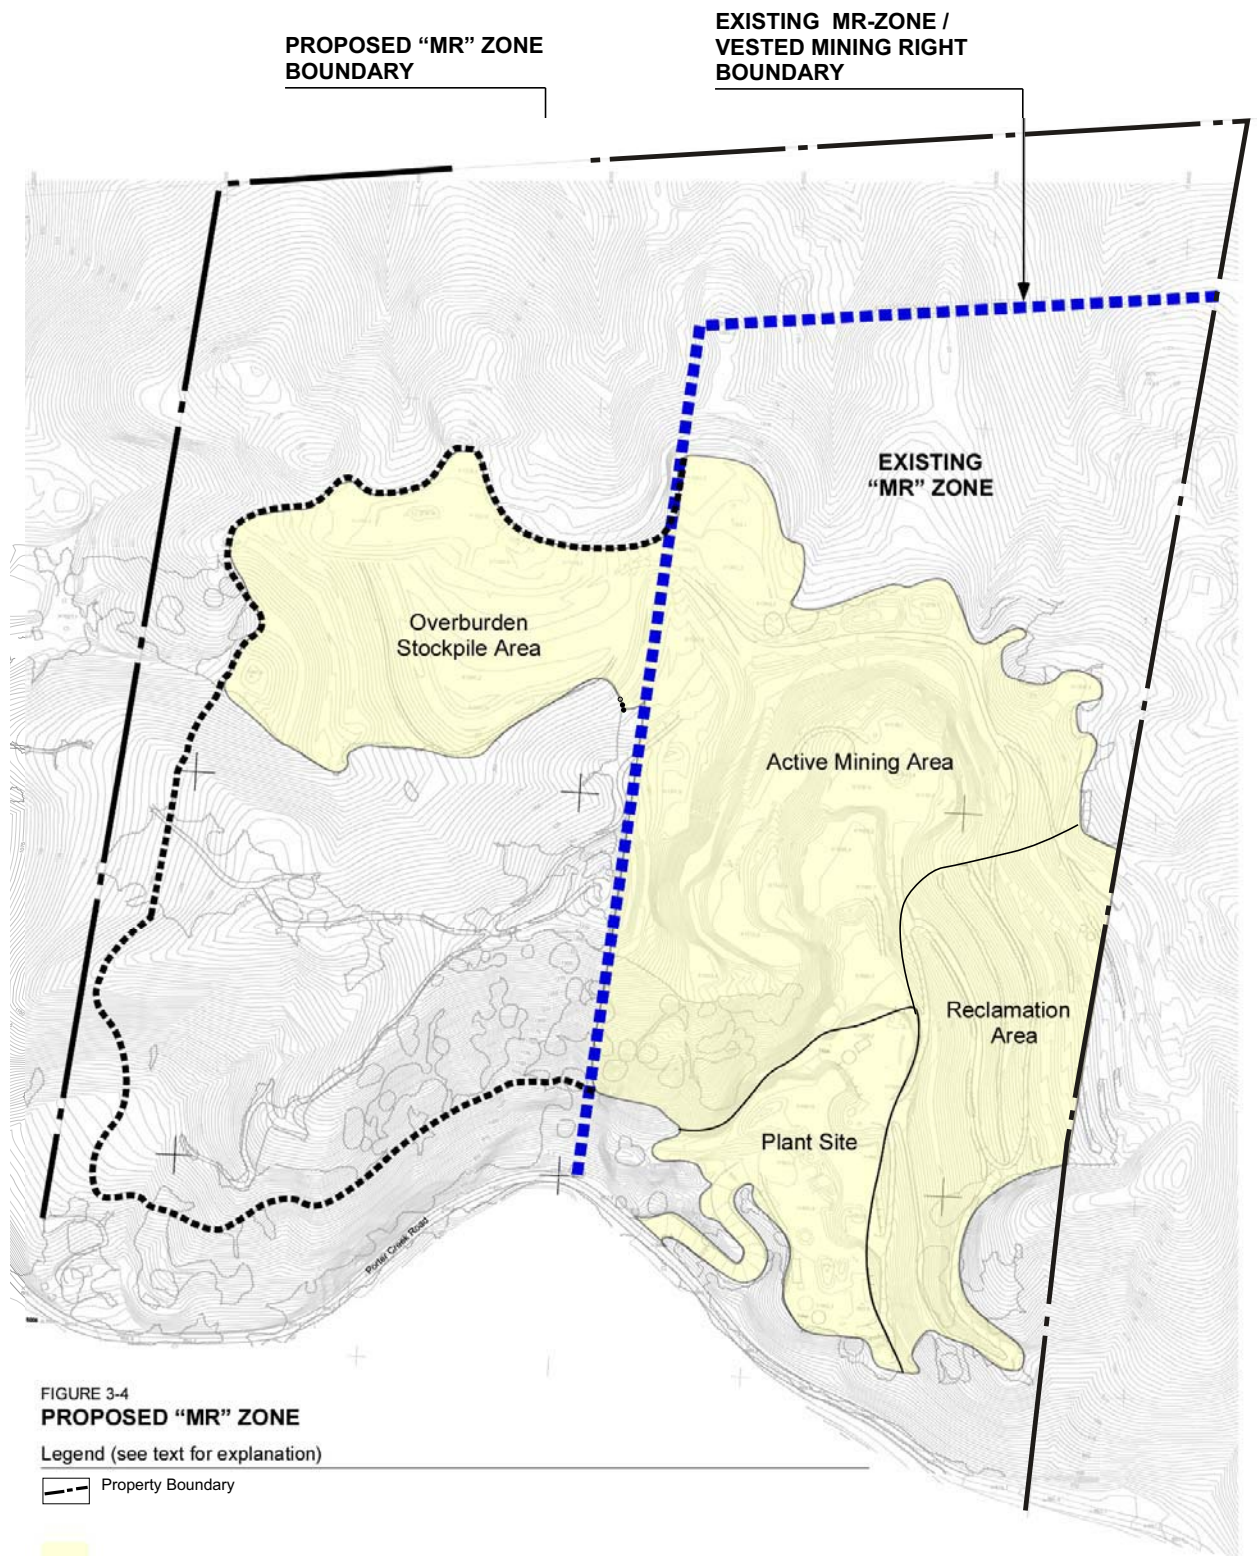 PROPOSED “MR” ZONE
BOUNDARY
EXISTING MR-ZONE /
VESTED MINING RIGHT
BOUNDARY
EXISTING
“MR” ZONE
Overburden
Stockpile Area
Active Mining Area
Reclamation
Area
Plant Site
Porter Creek Road
FIGURE 3-4
PROPOSED “MR” ZONE
Legend (see text for explanation)
Property Boundary